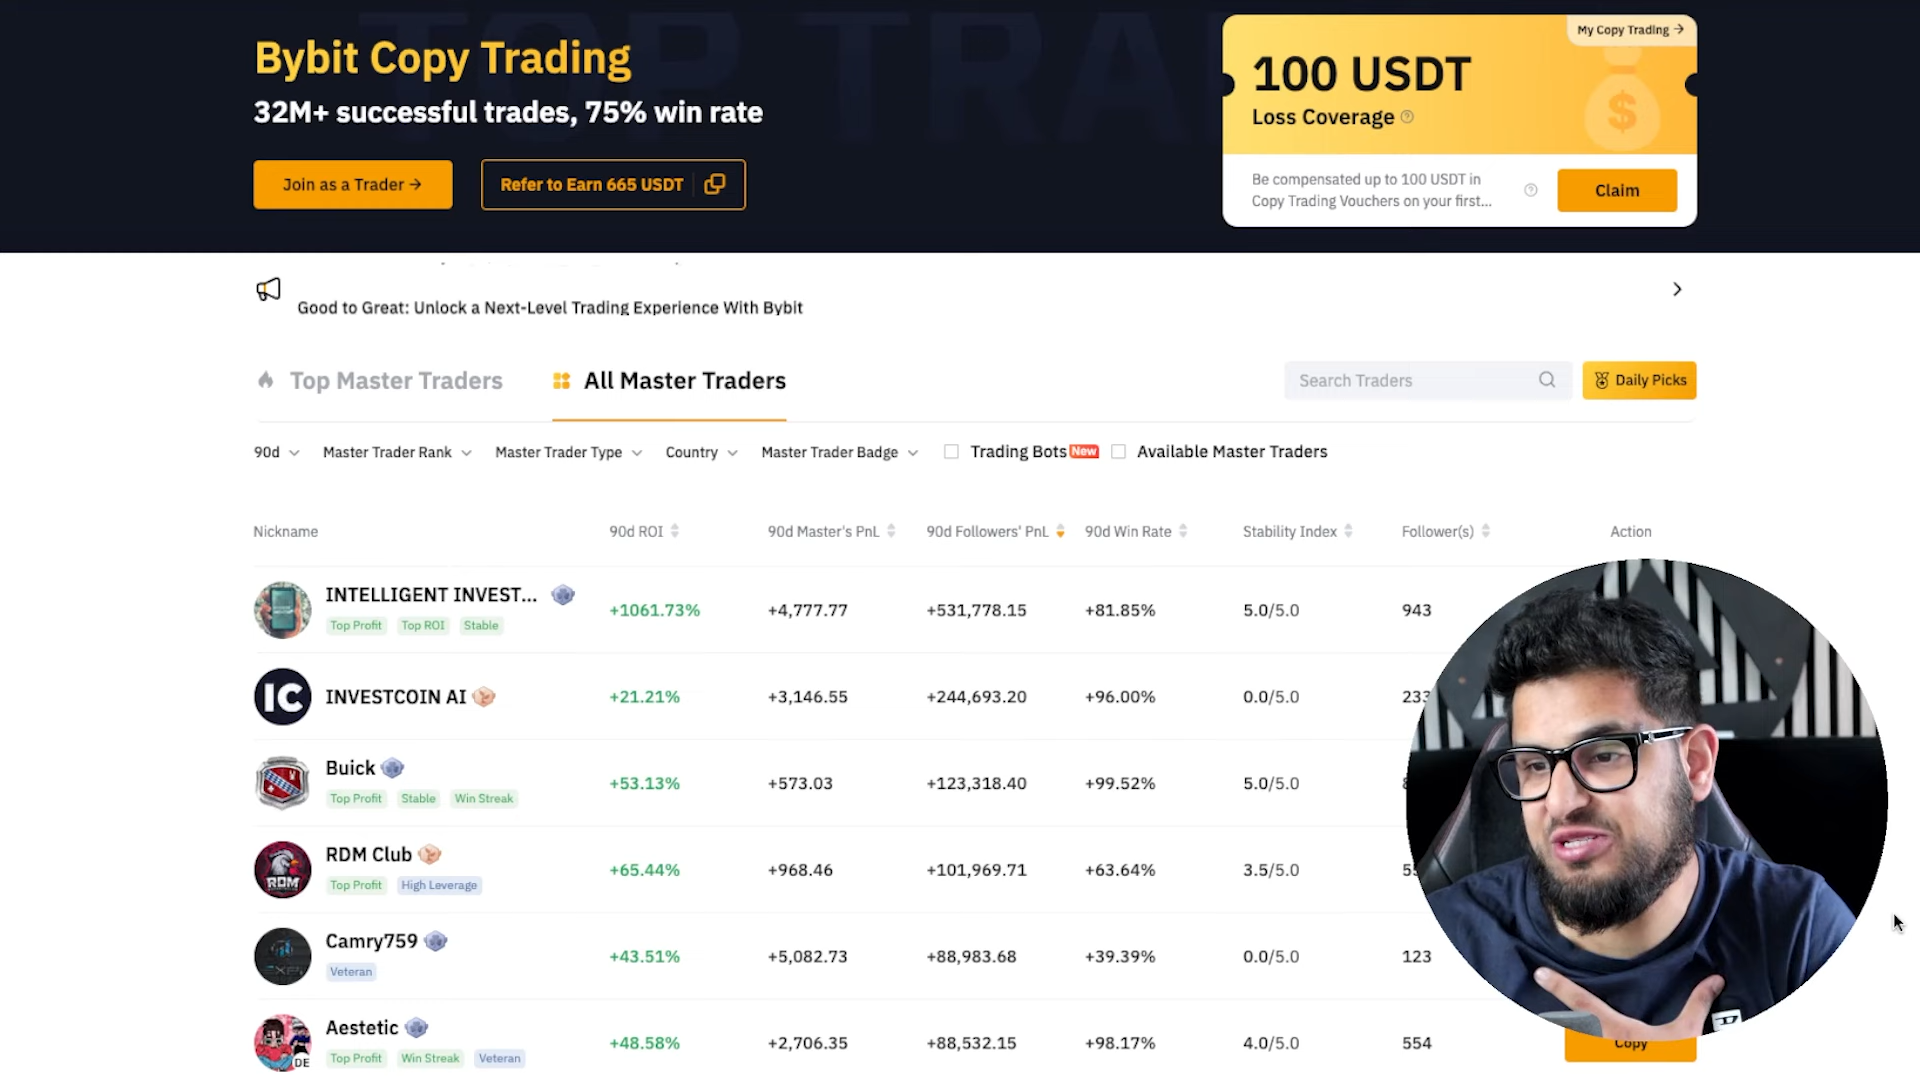 Bybit Copy Trading
32M+ successful trades, 75% win rate
Join as a Trader →
Refer to Earn 665 USDT
My Copy Trading →
100 USDT
Loss Coverage
Be compensated up to 100 USDT in
Copy Trading Vouchers on your first...
Claim
Good to Great: Unlock a Next-Level Trading Experience With Bybit
Top Master Traders
All Master Traders
Search Traders
Daily Picks
90d Master Trader Rank Master Trader Type Country Master Trader Badge Trading Bots New Available Master Traders
Nickname 90d ROI 90d Master's PnL 90d Followers' PnL 90d Win Rate Stability Index Follower(s) Action
INTELLIGENT INVEST... +1061.73% +4,777.77 +531,778.15 +81.85% 5.0/5.0 943
Top Profit Top ROI Stable
IC INVESTCOIN AI +21.21% +3,146.55 +244,693.20 +96.00% 0.0/5.0 233
Buick +53.13% +573.03 +123,318.40 +99.52% 5.0/5.0
Top Profit Stable Win Streak
RDM Club +65.44% +968.46 +101,969.71 +63.64% 3.5/5.0
RDM
Top Profit High Leverage
Camry759 +43.51% +5,082.73 +88,983.68 +39.39% 0.0/5.0 123
Veteran
Aestetic +48.58% +2,706.35 +88,532.15 +98.17% 4.0/5.0 554 Copy
DE
Top Profit Win Streak Veteran